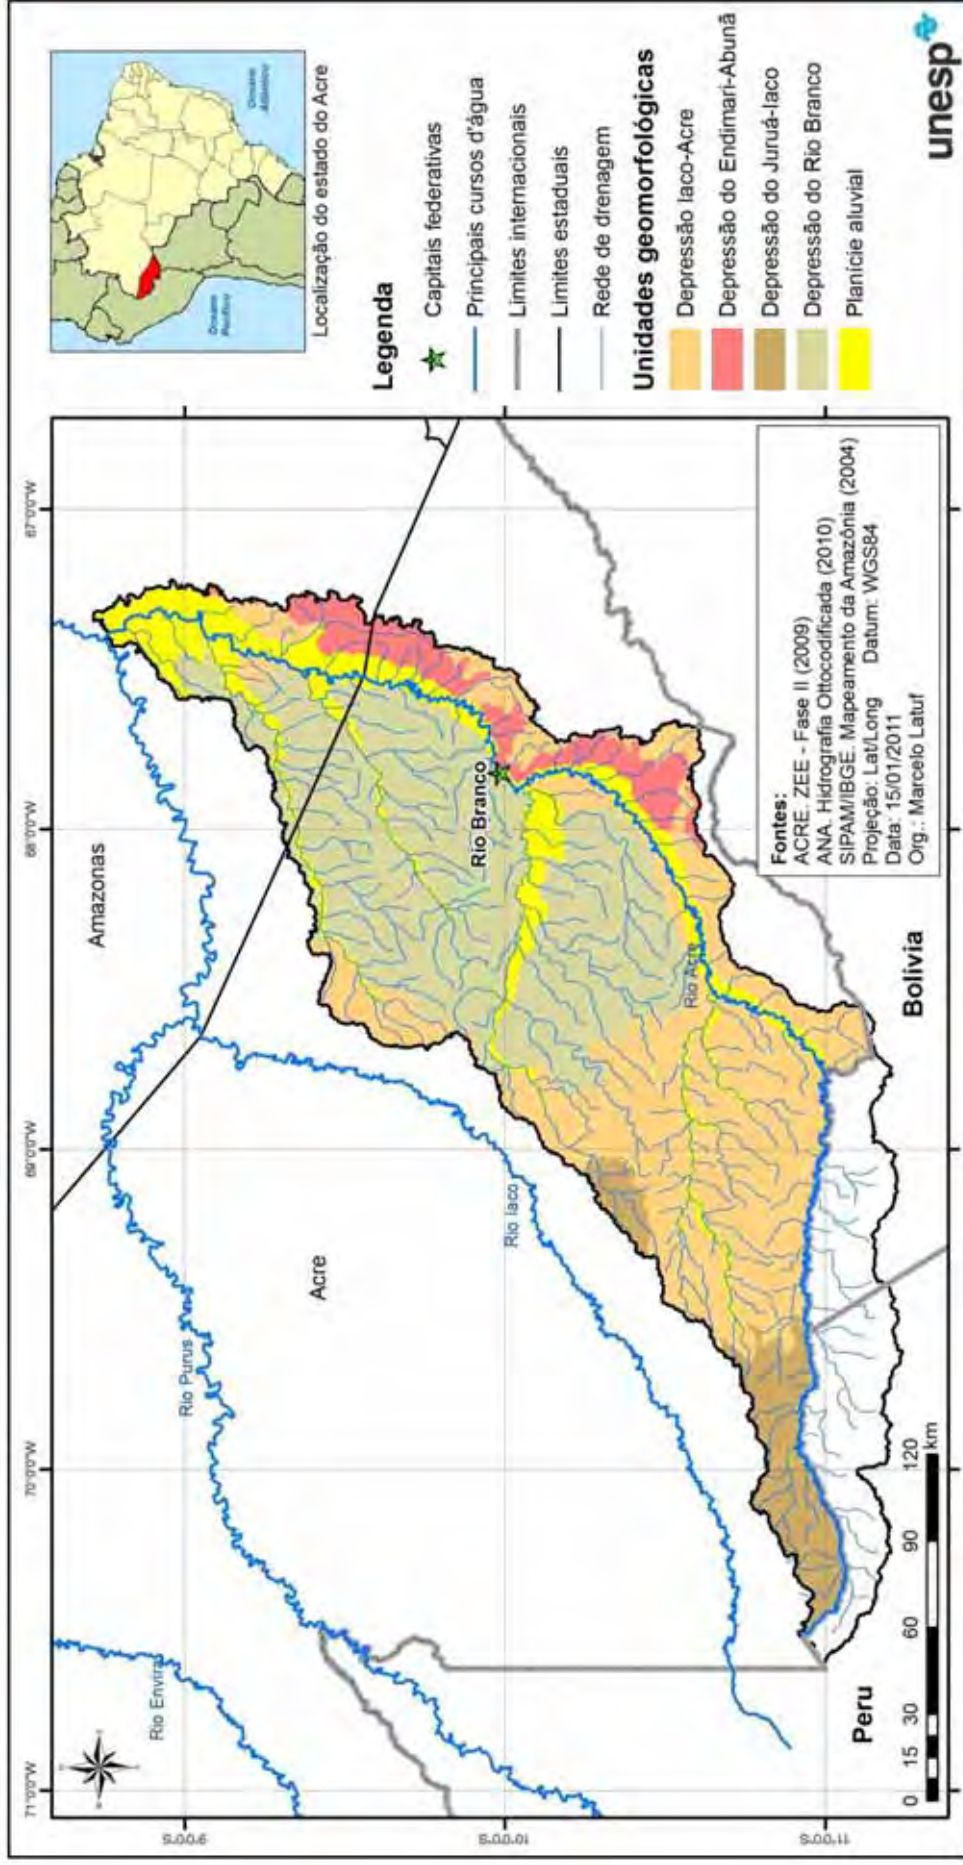 71°0'0"W
70°0'0"W
69°0'0"W
68°0'0"W
67°0'0"W
9°0'0"S
10°0'0"S
11°0'0"S
Amazonas
Acre
Peru
Bolívia
Rio Envira
Rio Purus
Rio Iaco
Rio Branco
Rio Acre
0 15 30 60 90 120
km
Fontes:
ACRE. ZEE - Fase II (2009)
ANA. Hidrografia Ottocodificada (2010)
SIPAM/IBGE. Mapeamento da Amazônia (2004)
Projeção: Lat/Long Datum: WGS84
Data: 15/01/2011
Org.: Marcelo Latuf
Oceano
Pacífico
Oceano
Atlântico
Localização do estado do Acre
Legenda
Capitais federativas
Principais cursos d'água
Limites internacionais
Limites estaduais
Rede de drenagem
Unidades geomorfológicas
Depressão Iaco-Acre
Depressão do Endimari-Abunã
Depressão do Juruá-Iaco
Depressão do Rio Branco
Planície aluvial
unesp